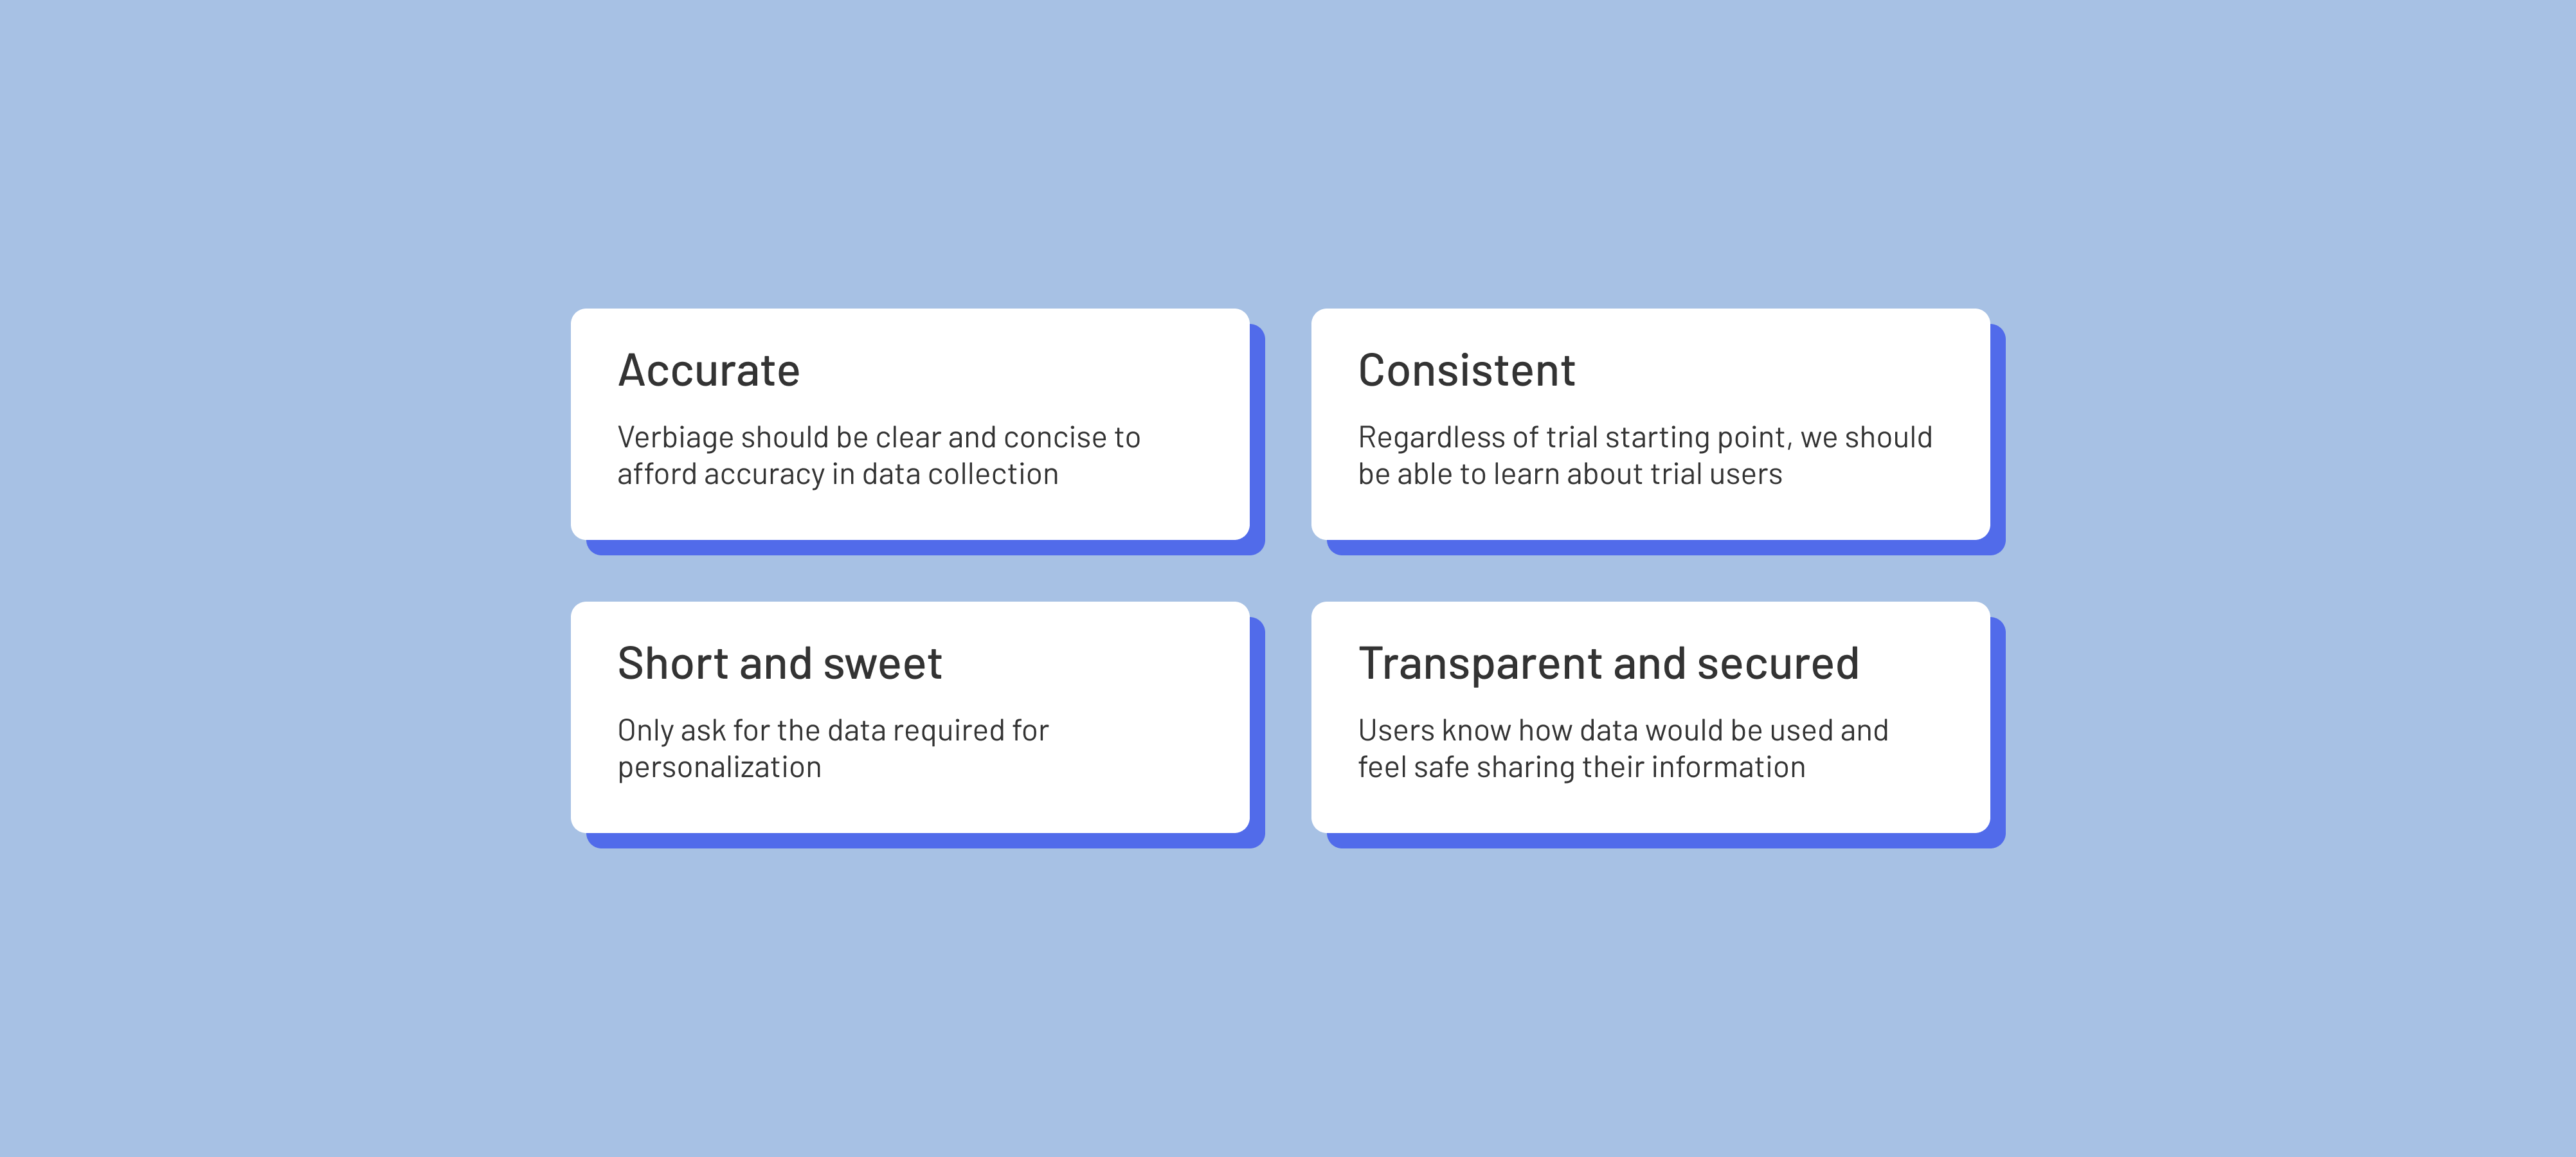 Accurate
Verbiage should be clear and concise to
afford accuracy in data collection
Consistent
Regardless of trial starting point, we should
be able to learn about trial users
Short and sweet
Only ask for the data required for
personalization
Transparent and secured
Users know how data would be used and
feel safe sharing their information